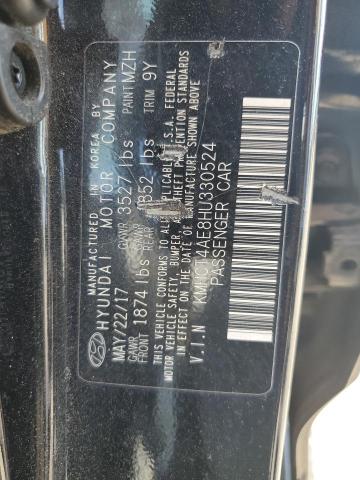 MANUFACTURED IN KOREA BY
HYUNDAI MOTOR COMPANY
MAY/22/17 GVWR 3527 lbs PAINT MZH
GAWR FRONT 1874 lbs GAWR REAR 1852 lbs TRIM 9Y
THIS VEHICLE CONFORMS TO ALL APPLICABLE U.S.A. FEDERAL
MOTOR VEHICLE SAFETY, BUMPER, AND THEFT PREVENTION STANDARDS
IN EFFECT ON THE DATE OF MANUFACTURE SHOWN ABOVE.
V.I.N KMHCT4AE8HU330524
PASSENGER CAR